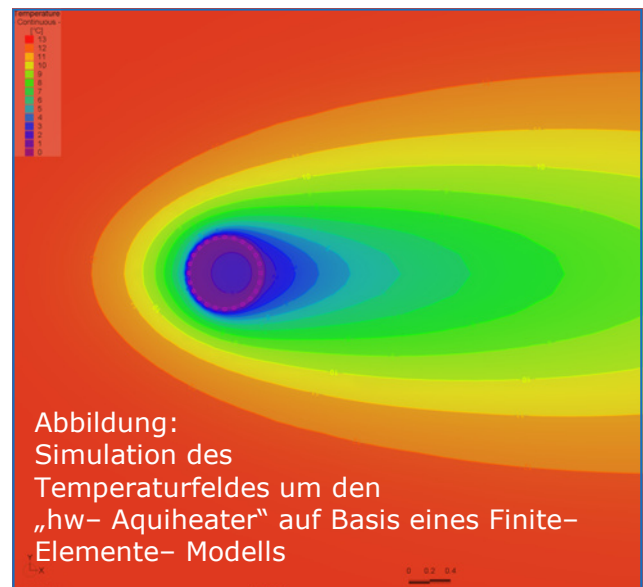 Temperature
- Continuous -
[°C]
13
12
11
10
9
8
7
6
5
4
3
2
1
0
Abbildung:
Simulation des
Temperaturfeldes um den
„hw– Aquiheater“ auf Basis eines Finite–
Elemente– Modells
Y
X
0 0.2 0.4